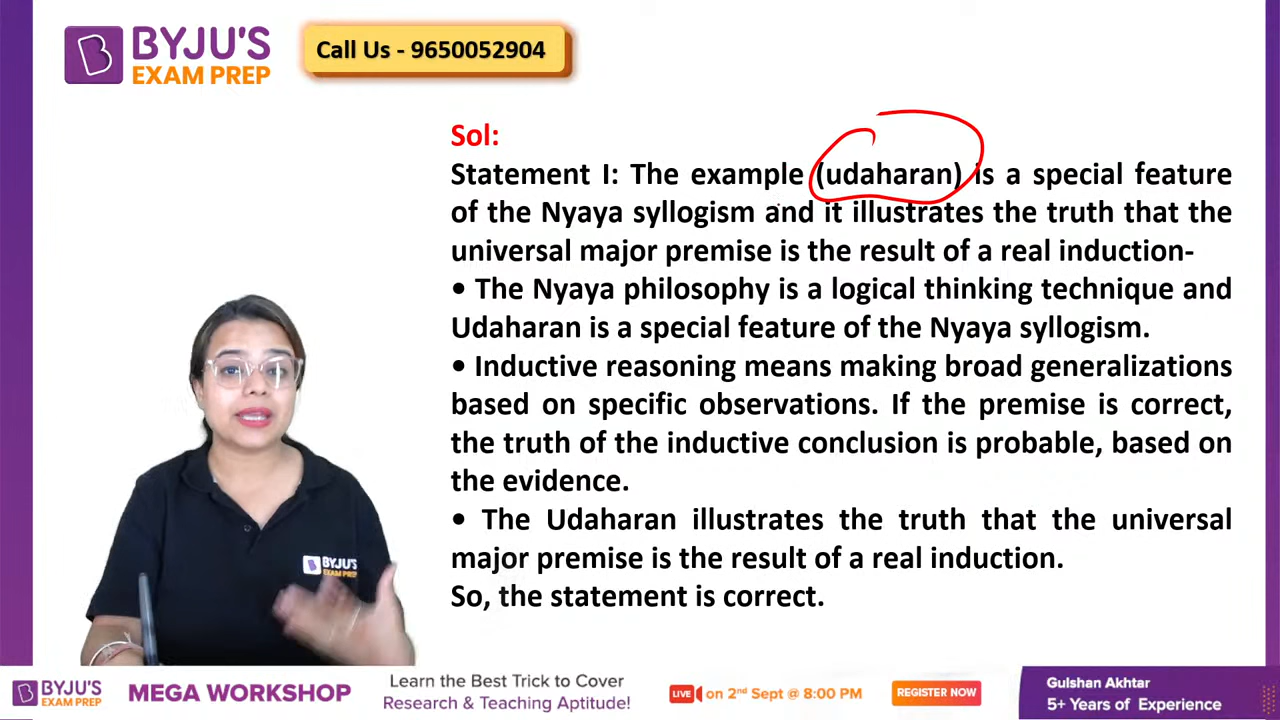 BYJU'S
EXAM PREP
Call Us - 9650052904
Sol:
Statement I: The example (udaharan) is a special feature
of the Nyaya syllogism and it illustrates the truth that the
universal major premise is the result of a real induction-
• The Nyaya philosophy is a logical thinking technique and
Udaharan is a special feature of the Nyaya syllogism.
• Inductive reasoning means making broad generalizations
based on specific observations. If the premise is correct,
the truth of the inductive conclusion is probable, based on
the evidence.
• The Udaharan illustrates the truth that the universal
major premise is the result of a real induction.
So, the statement is correct.
BYJU'S
EXAM PREP
BYJU'S
EXAM PREP
MEGA WORKSHOP
Learn the Best Trick to Cover
Research & Teaching Aptitude!
LIVE on 2nd Sept @ 8:00 PM
REGISTER NOW
Gulshan Akhtar
5+ Years of Experience